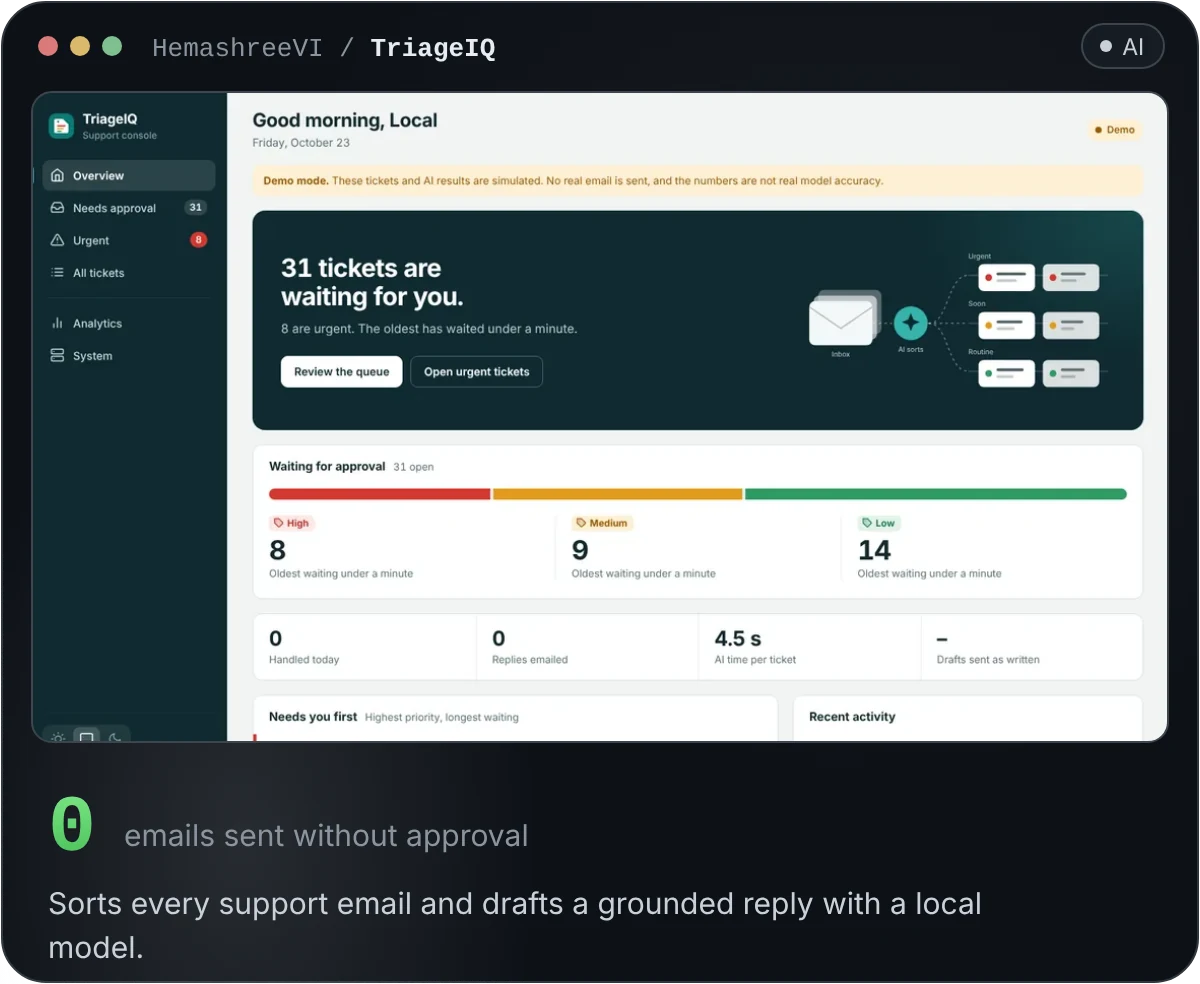 HemashreeVI / TriageIQ
AI
TriageIQ
Support console
Overview
Needs approval 31
Urgent 8
All tickets
Analytics
System
Good morning, Local
Friday, October 23
Demo
Demo mode. These tickets and AI results are simulated. No real email is sent, and the numbers are not real model accuracy.
31 tickets are
waiting for you.
8 are urgent. The oldest has waited under a minute.
Review the queue
Open urgent tickets
Inbox
AI sorts
Urgent
Soon
Routine
Waiting for approval 31 open
High
8
Oldest waiting under a minute
Medium
9
Oldest waiting under a minute
Low
14
Oldest waiting under a minute
0
Handled today
0
Replies emailed
4.5 s
AI time per ticket
–
Drafts sent as written
Needs you first Highest priority, longest waiting
Recent activity
0 emails sent without approval
Sorts every support email and drafts a grounded reply with a local
model.